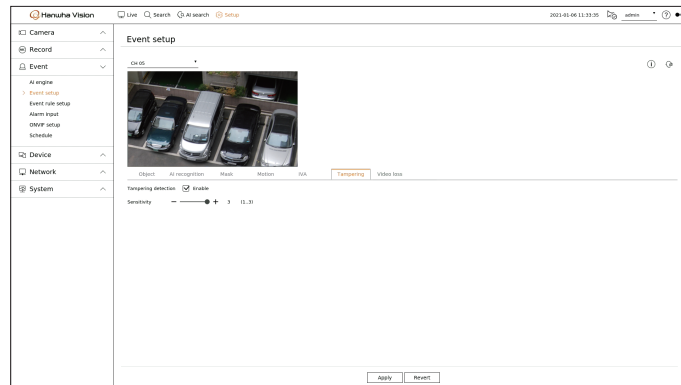 Hanwha Vision
Live Search AI search Setup
2021-01-06 11:33:35 admin
Camera
Record
Event
AI engine
Event setup
Event rule setup
Alarm input
ONVIF setup
Schedule
Device
Network
System
Event setup
CH 05
Object AI recognition Mask Motion IVA Tampiring Video loss
Tampering detection Enable
Sensitivity 3 (1..3)
Apply Revert